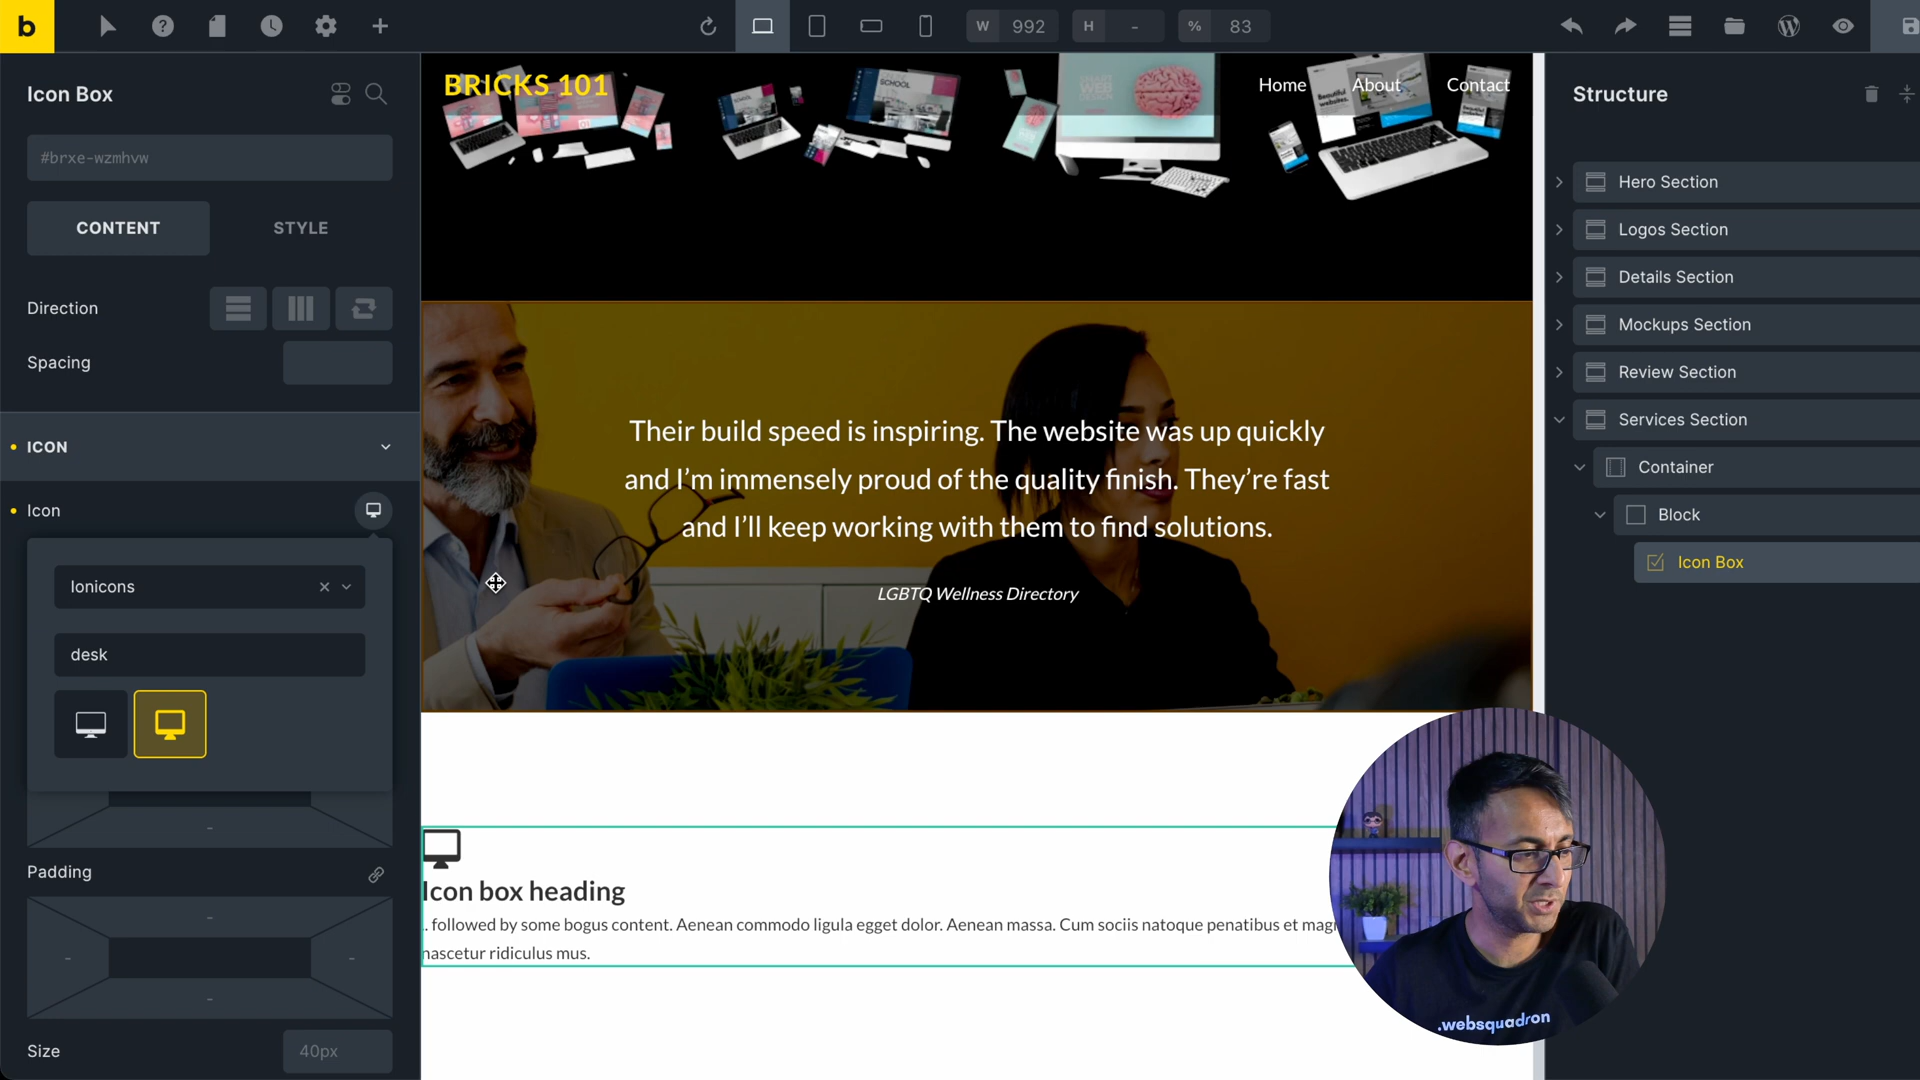 b
W 992
H -
% 83
Icon Box
#brxe-wzmhvw
CONTENT
STYLE
Direction
Spacing
ICON
Icon
Ionicons
desk
-
Padding
-
-
-
-
Size
40px
BRICKS 101
Home
About
Contact
Their build speed is inspiring. The website was up quickly
and I'm immensely proud of the quality finish. They're fast
and I'll keep working with them to find solutions.
LGBTQ Wellness Directory
Icon box heading
.. followed by some bogus content. Aenean commodo ligula egget dolor. Aenean massa. Cum sociis natoque penatibus et
nascetur ridiculus mus.
.websquadron
Structure
Hero Section
Logos Section
Details Section
Mockups Section
Review Section
Services Section
Container
Block
Icon Box